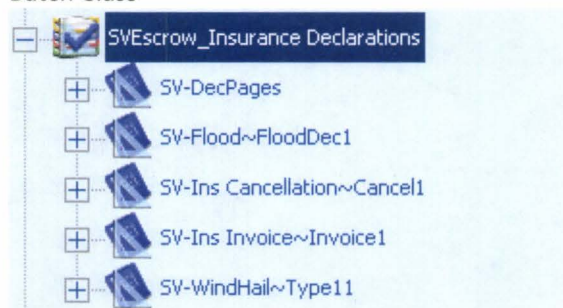 SVEscrow_Insurance Declarations
SV-DecPages
SV-Flood~FloodDec1
SV-Ins Cancellation~Cancel1
SV-Ins Invoice~Invoice1
SV-WindHail~Type11